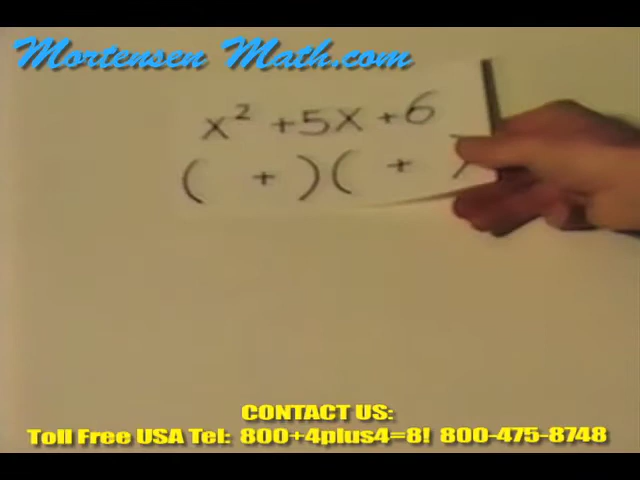 Mortensen Math.com
x² +5x +6
( + ) ( + )
CONTACT US:
Toll Free USA Tel: 800+4plus4=8! 800-475-8748